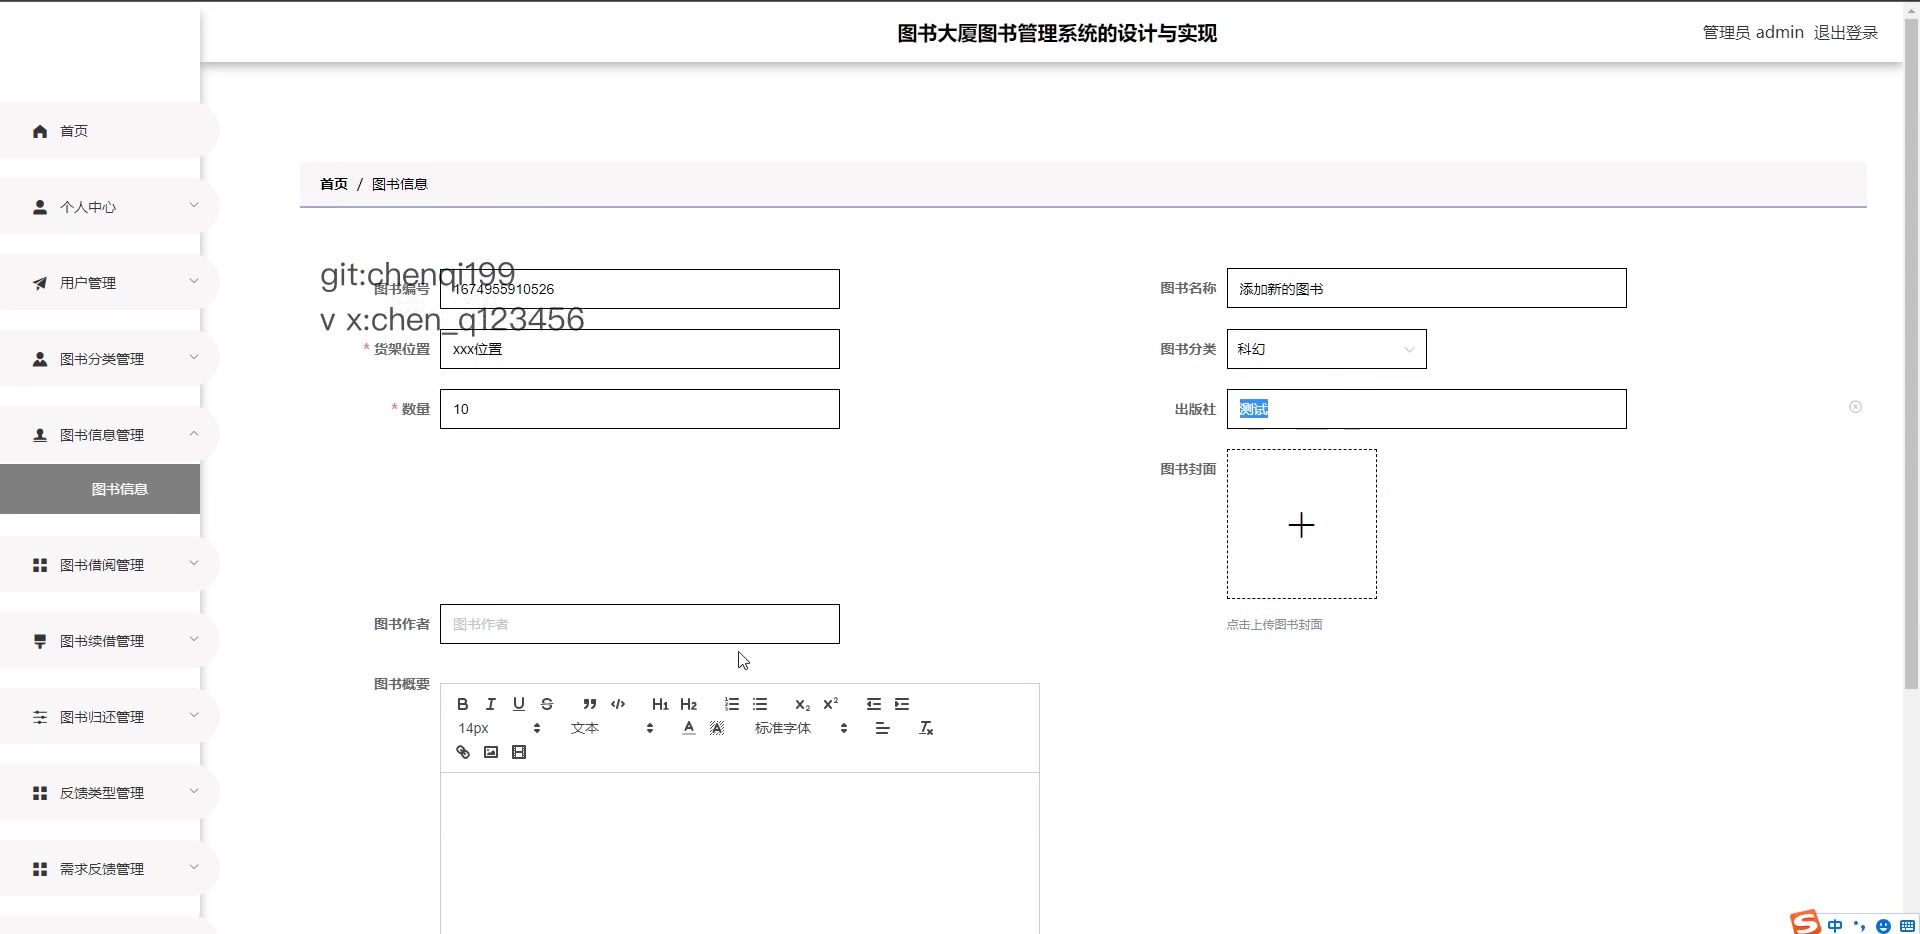 图书大厦图书管理系统的设计与实现
管理员 admin 退出登录
首页
个人中心
用户管理
图书分类管理
图书信息管理
图书信息
图书借阅管理
图书续借管理
图书归还管理
反馈类型管理
需求反馈管理
首页 / 图书信息
git:chenqi199
v x:chen_q123456
图书编号 1674955910526
图书名称 添加新的图书
* 货架位置 xxx位置
图书分类 科幻
* 数量 10
出版社 测试
图书封面
点击上传图书封面
图书作者 图书作者
图书概要
B I U S ” </> H1 H2 X2 X2
14px 文本 A A 标准字体 Tx
S 中